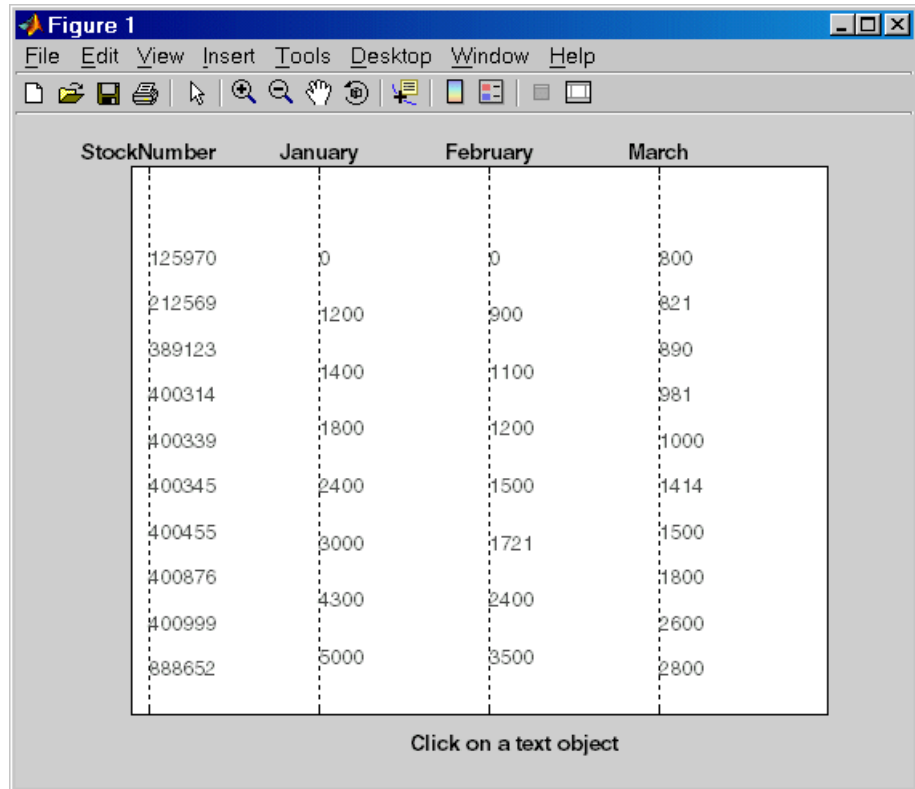 Figure 1
File Edit View Insert Tools Desktop Window Help
StockNumber January February March
125970 0 0 800
212569 1200 900 821
389123 1400 1100 890
400314 981
400339 1800 1200 1000
400345 2400 1500 1414
400455 3000 1721 1500
400876 4300 2400 1800
400999 2600
888652 5000 3500 2800
Click on a text object